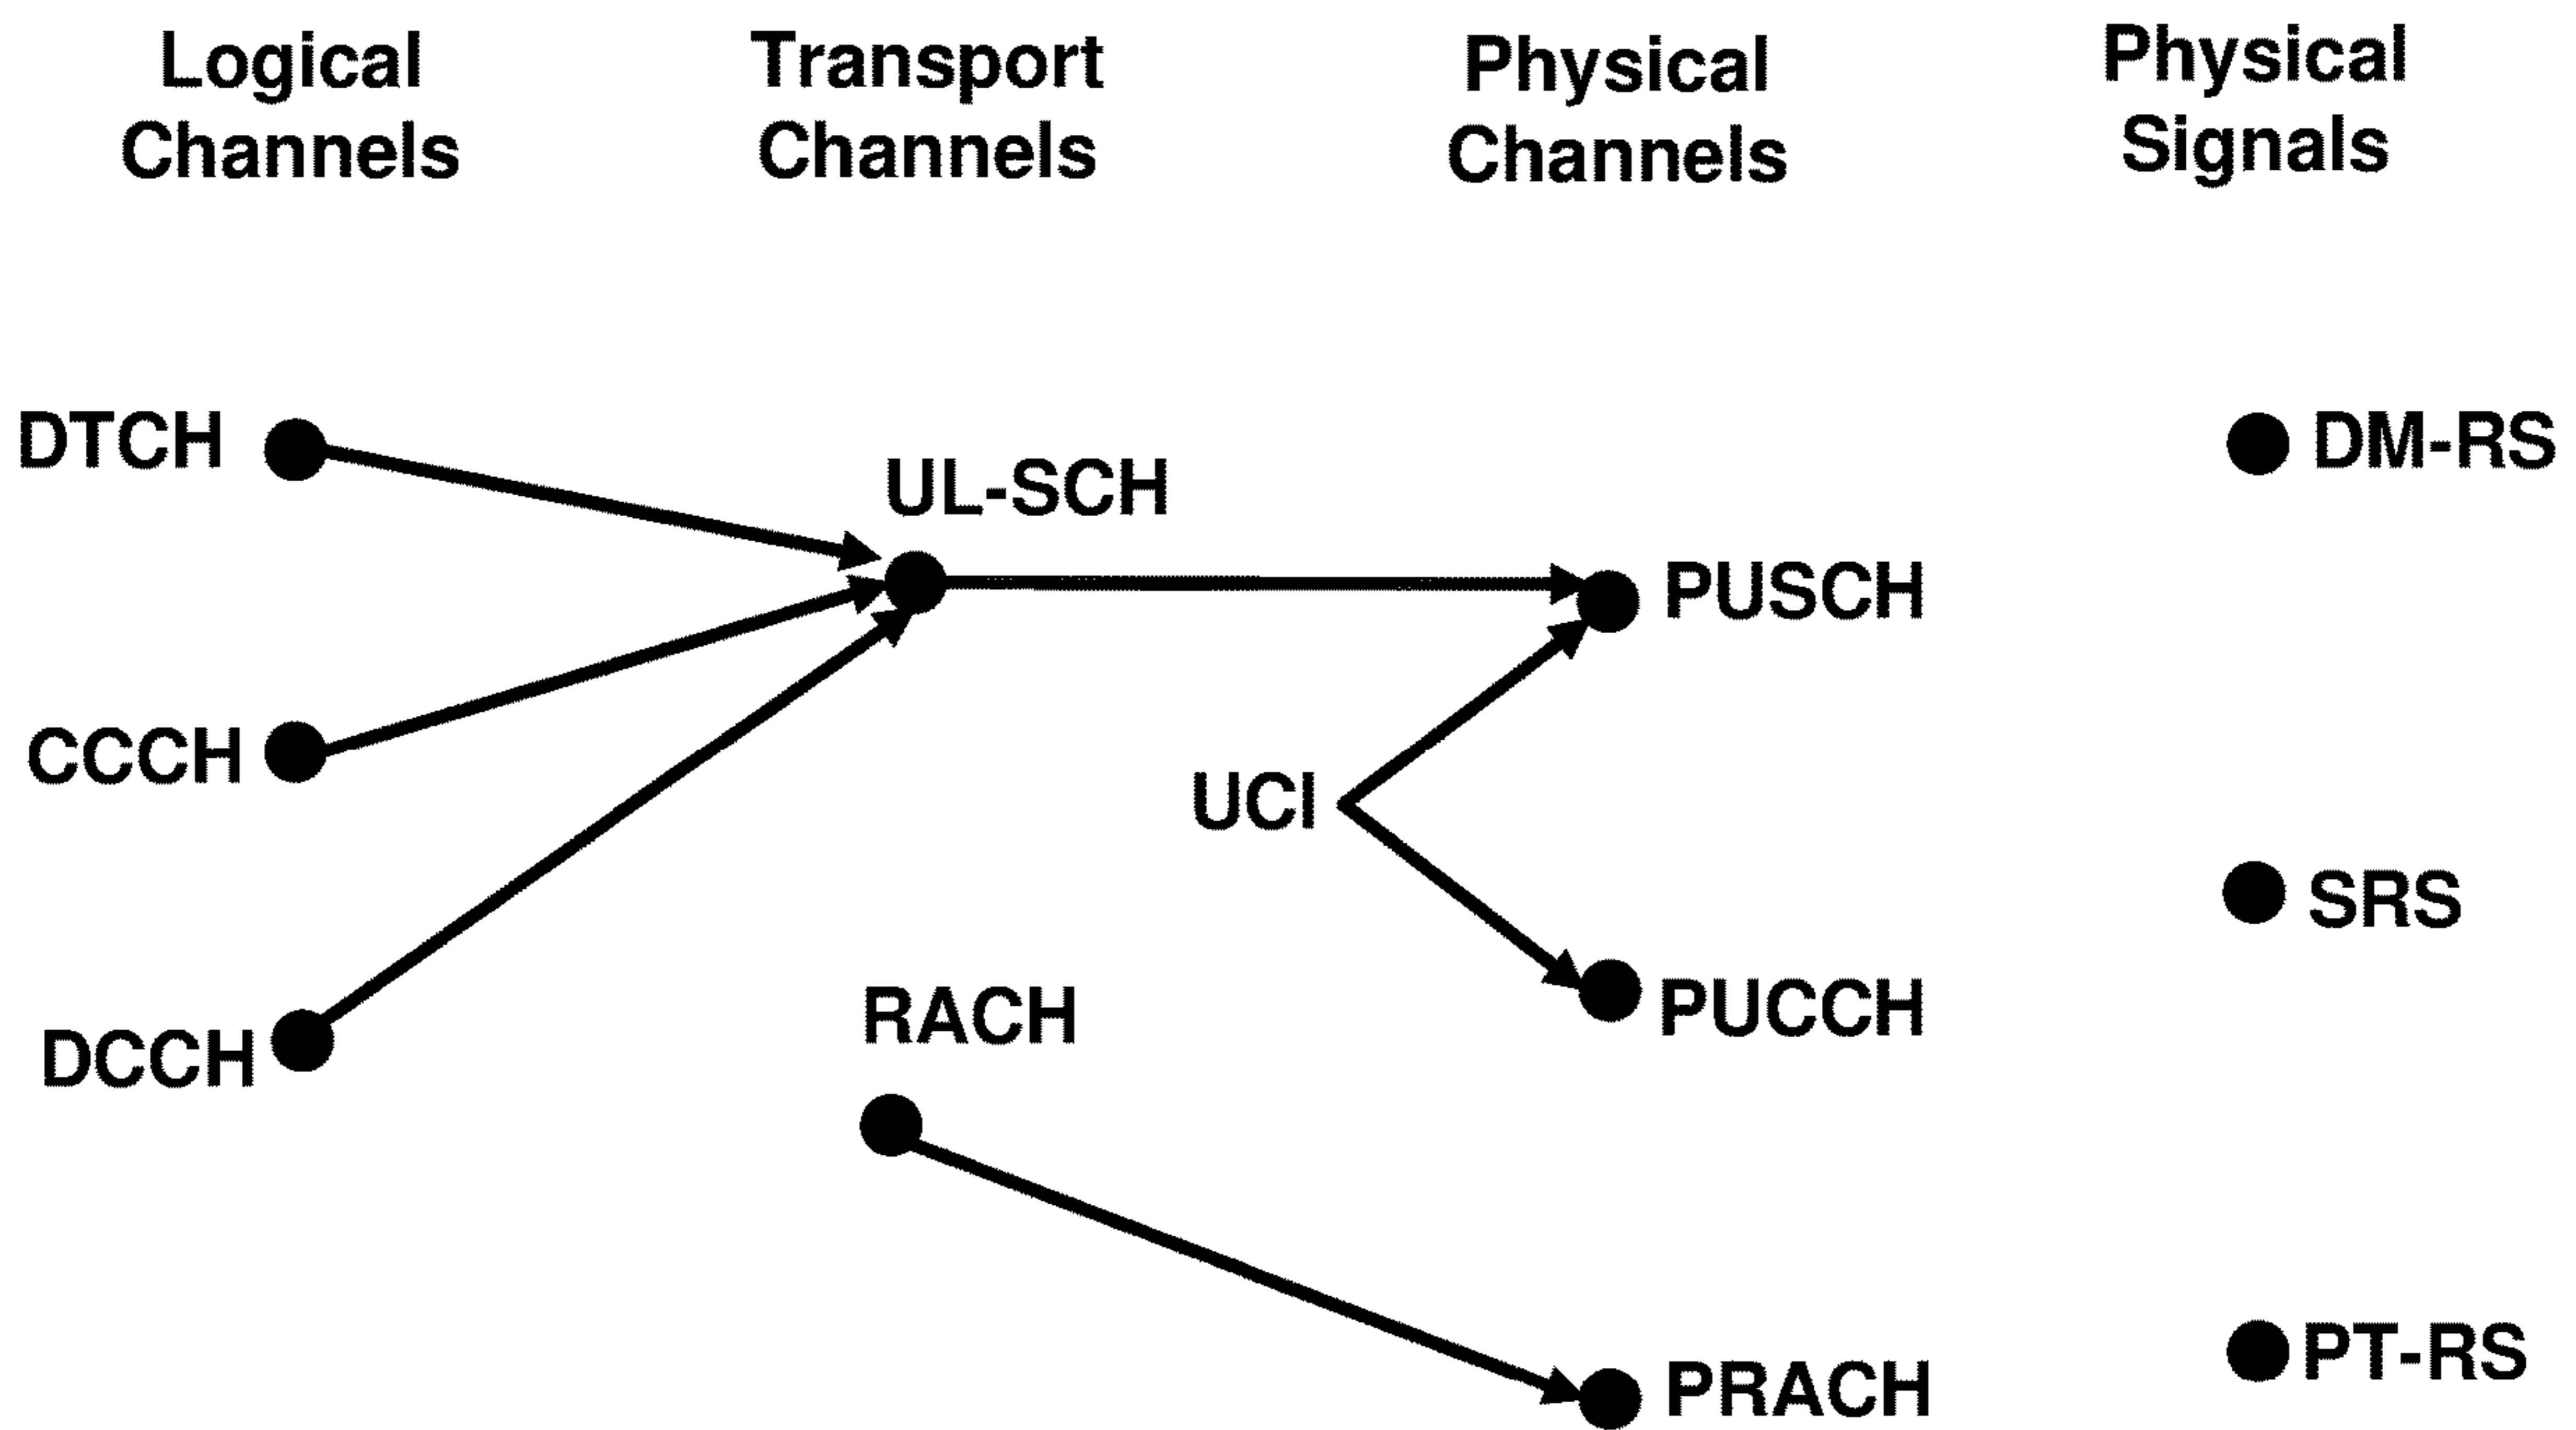 Logical
Channels
Transport
Channels
Physical
Channels
Physical
Signals
DTCH
UL-SCH
DM-RS
PUSCH
CCCH
UCI
SRS
DCCH
RACH
PUCCH
PRACH
PT-RS